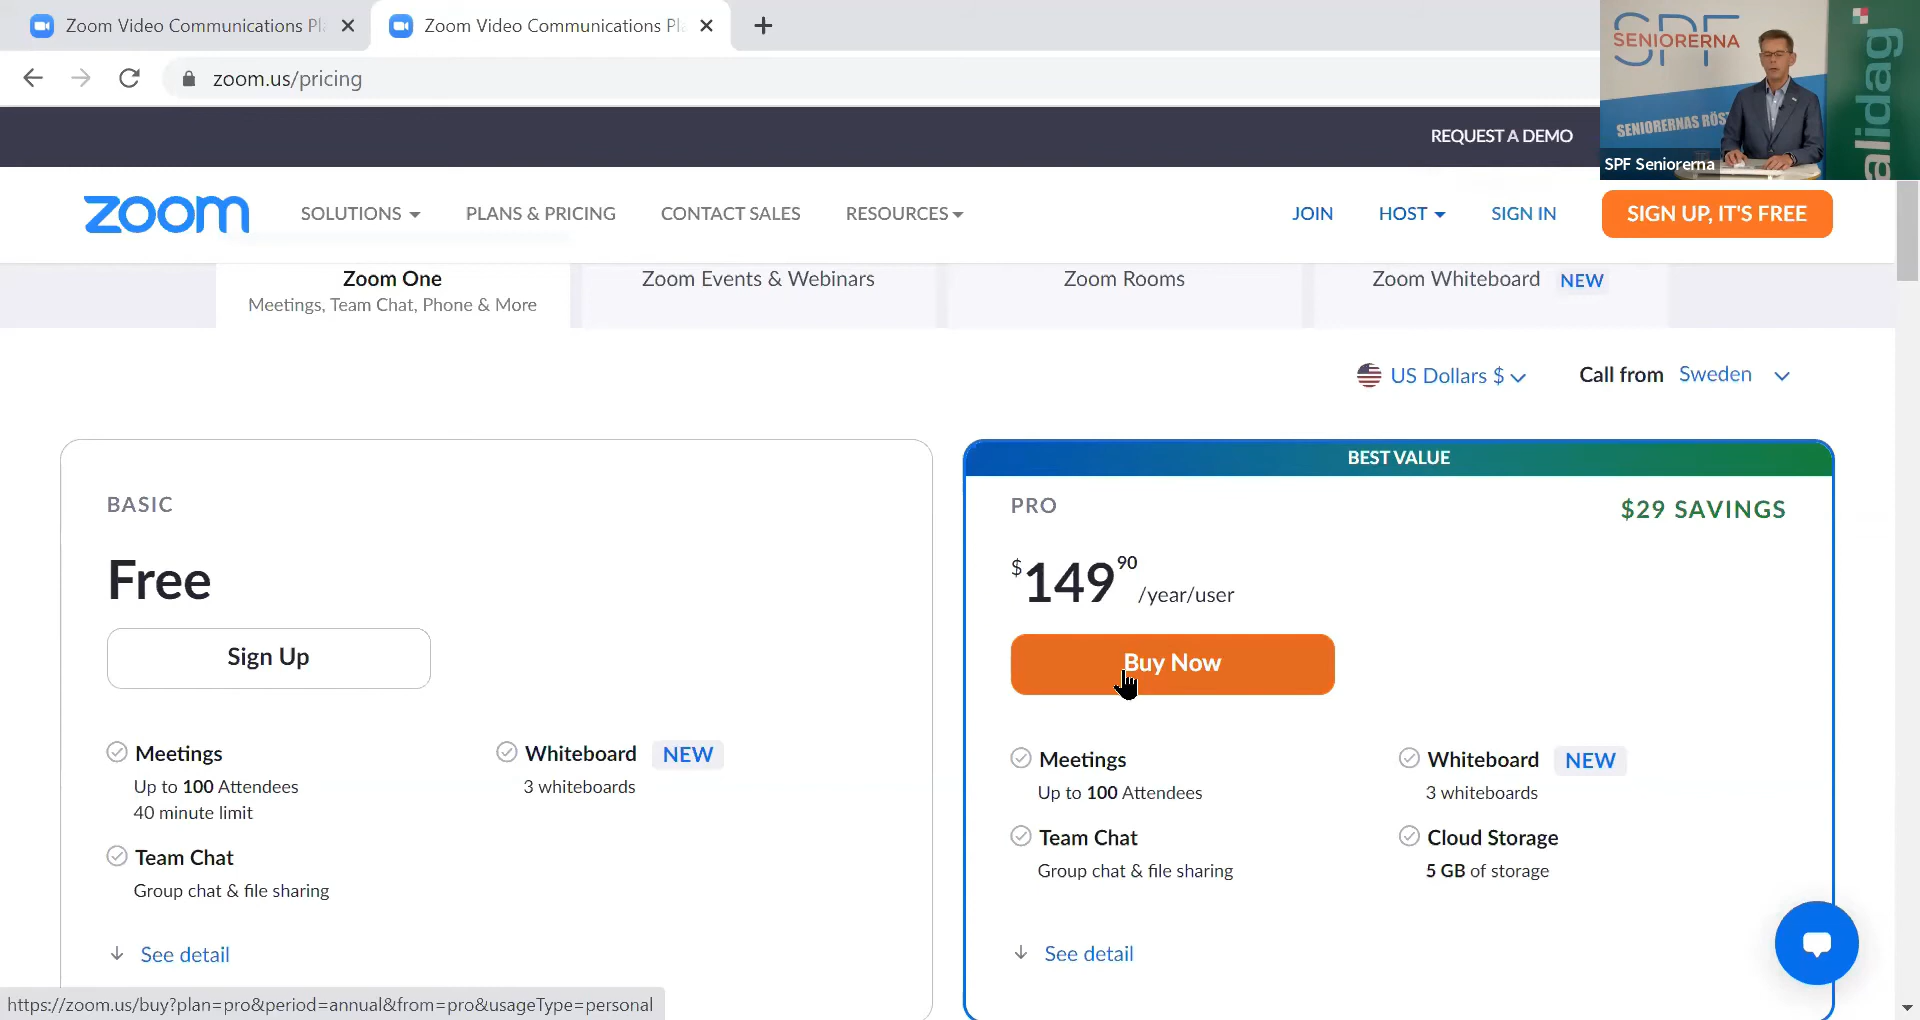 Zoom Video Communications Pl
Zoom Video Communications Pl
zoom.us/pricing
REQUEST A DEMO
SPF
SENIORERNA
SENIORERNAS RÖS
SPF Seniorerna
alidag
zoom
SOLUTIONS
PLANS & PRICING
CONTACT SALES
RESOURCES
JOIN
HOST
SIGN IN
SIGN UP, IT'S FREE
Zoom One
Meetings, Team Chat, Phone & More
Zoom Events & Webinars
Zoom Rooms
Zoom Whiteboard NEW
US Dollars $
Call from Sweden
BASIC
Free
Sign Up
Meetings
Up to 100 Attendees
40 minute limit
Whiteboard NEW
3 whiteboards
Team Chat
Group chat & file sharing
See detail
BEST VALUE
PRO
$29 SAVINGS
$149 90 /year/user
Buy Now
Meetings
Up to 100 Attendees
Whiteboard NEW
3 whiteboards
Team Chat
Group chat & file sharing
Cloud Storage
5 GB of storage
See detail
https://zoom.us/buy?plan=pro&period=annual&from=pro&usageType=personal